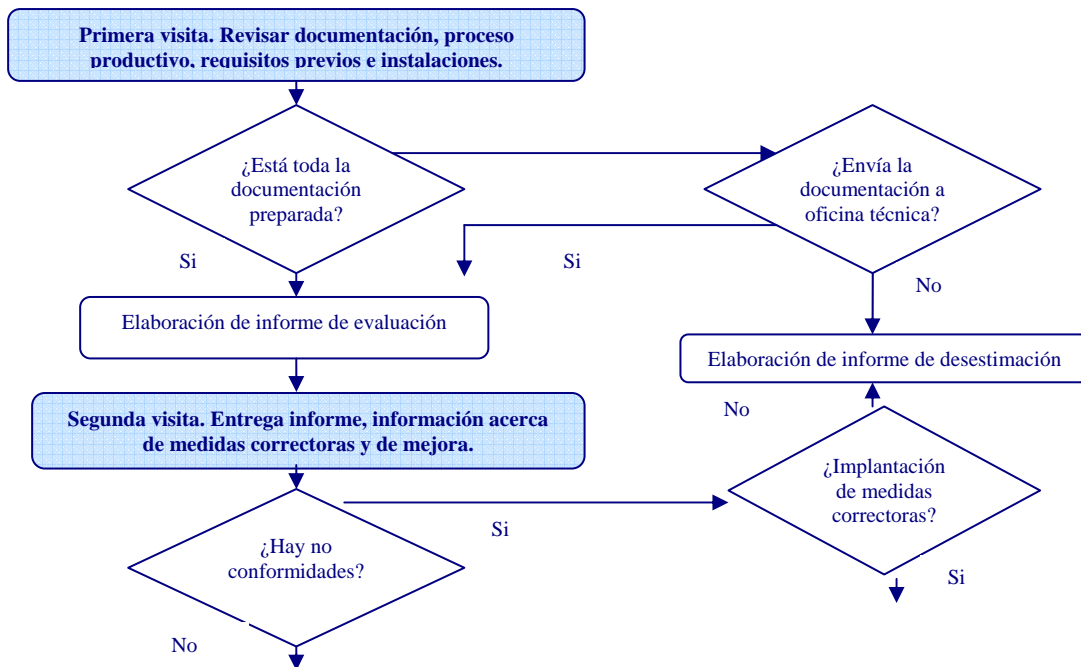 Primera visita. Revisar documentación, proceso
productivo, requisitos previos e instalaciones.
¿Está toda la
documentación
preparada?
¿Envía la
documentación a
oficina técnica?
Si
Si
No
Elaboración de informe de evaluación
Elaboración de informe de desestimación
Segunda visita. Entrega informe, información acerca
de medidas correctoras y de mejora.
No
¿Implantación
de medidas
correctoras?
Si
¿Hay no
conformidades?
Si
No